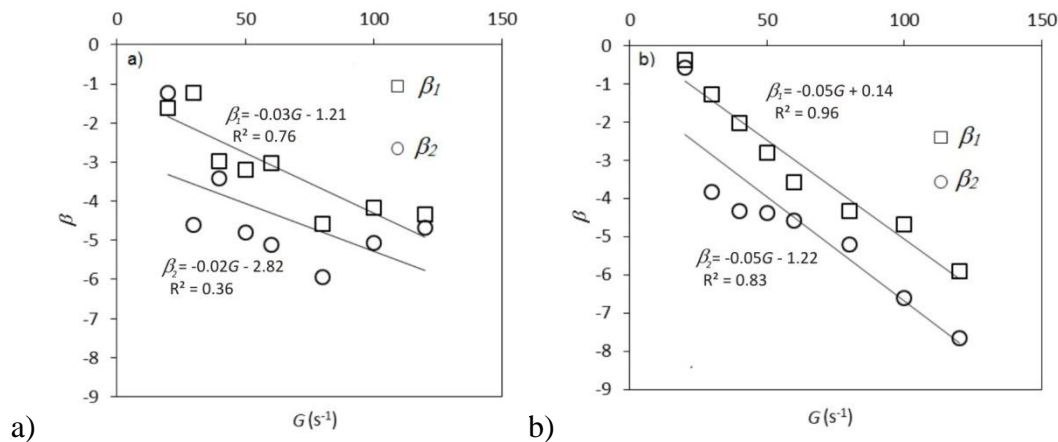 0 50 100 150
0
-1
-2
-3
-4
-5
-6
-7
-8
-9
β
a)
β1
β2
β1= -0.03G - 1.21
R² = 0.76
β2= -0.02G - 2.82
R² = 0.36
G (s-1)
a)
0 50 100 150
0
-1
-2
-3
-4
-5
-6
-7
-8
-9
β
b)
β1= -0.05G + 0.14
R² = 0.96
β1
β2
β2= -0.05G - 1.22
R² = 0.83
G (s-1)
b)